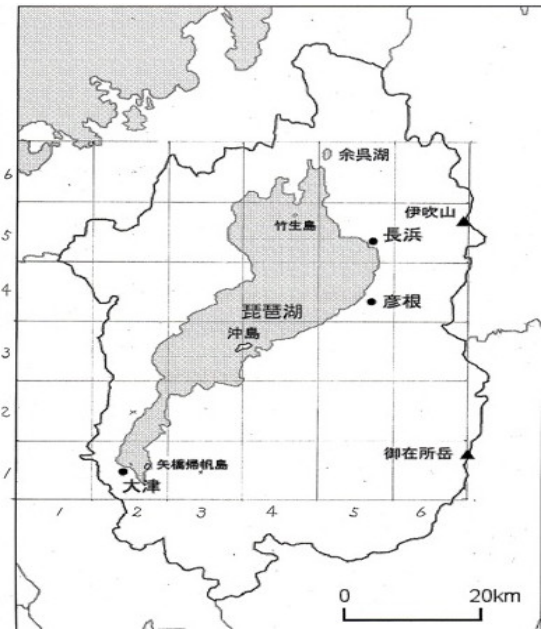 6
余呉湖
伊吹山
5
竹生島
長浜
4
琵琶湖
彦根
沖島
3
2
御在所岳
1
矢橋帰帆島
大津
1 2 3 4 5 6
0 20km